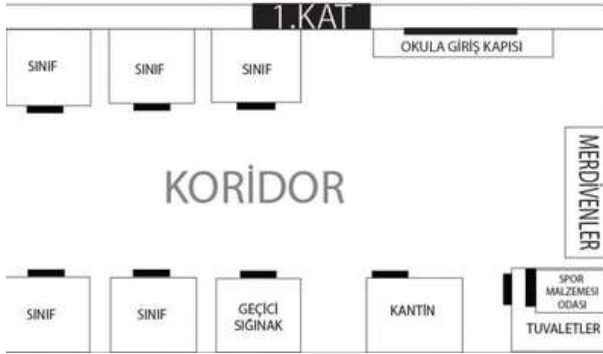 1.KAT
OKULA GİRİŞ KAPISI
SINIF
SINIF
SINIF
KORİDOR
MERDİVENLER
SINIF
SINIF
GEÇİCİ
SIĞINAK
KANTİN
SPOR
MALZEMESİ
ODASI
TUVALETLER